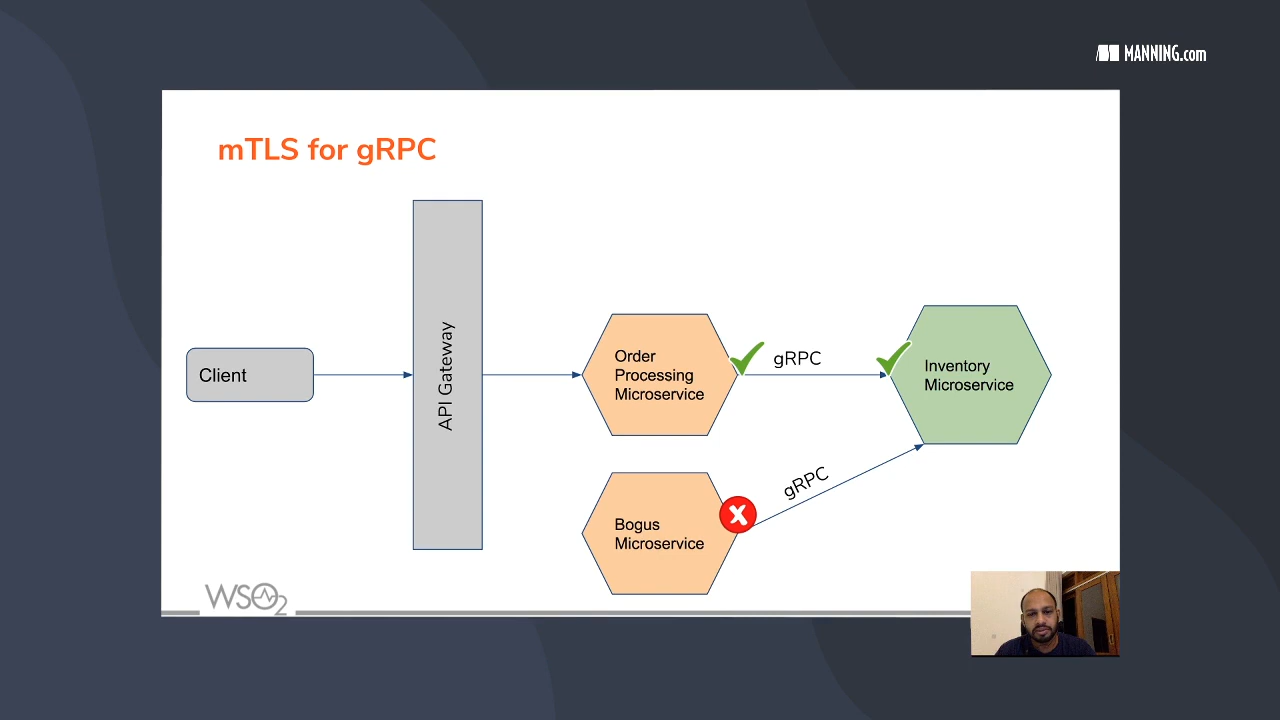 MANNING.com
mTLS for gRPC
Client
API Gateway
Order
Processing
Microservice
gRPC
Inventory
Microservice
gRPC
Bogus
Microservice
WSO2